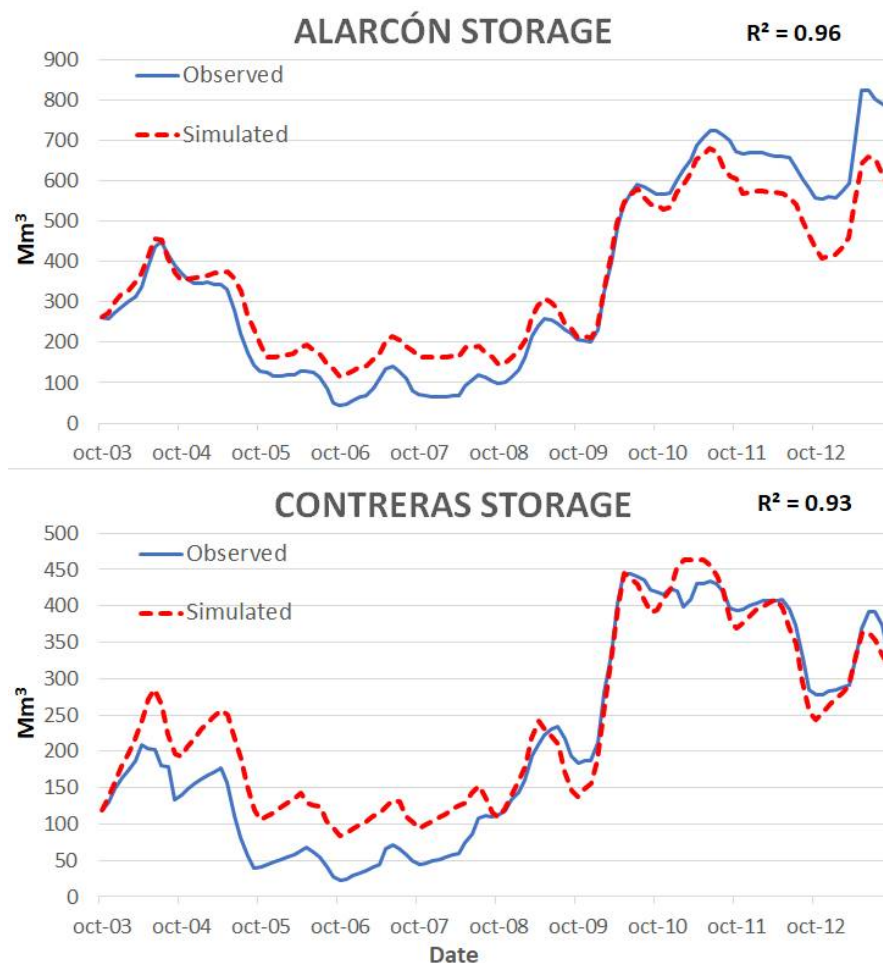 ALARCÓN STORAGE
R² = 0.96
Observed
Simulated
Mm³
900
800
700
600
500
400
300
200
100
0
oct-03 oct-04 oct-05 oct-06 oct-07 oct-08 oct-09 oct-10 oct-11 oct-12
CONTRERAS STORAGE
R² = 0.93
Observed
Simulated
Mm³
500
450
400
350
300
250
200
150
100
50
0
oct-03 oct-04 oct-05 oct-06 oct-07 oct-08 oct-09 oct-10 oct-11 oct-12
Date